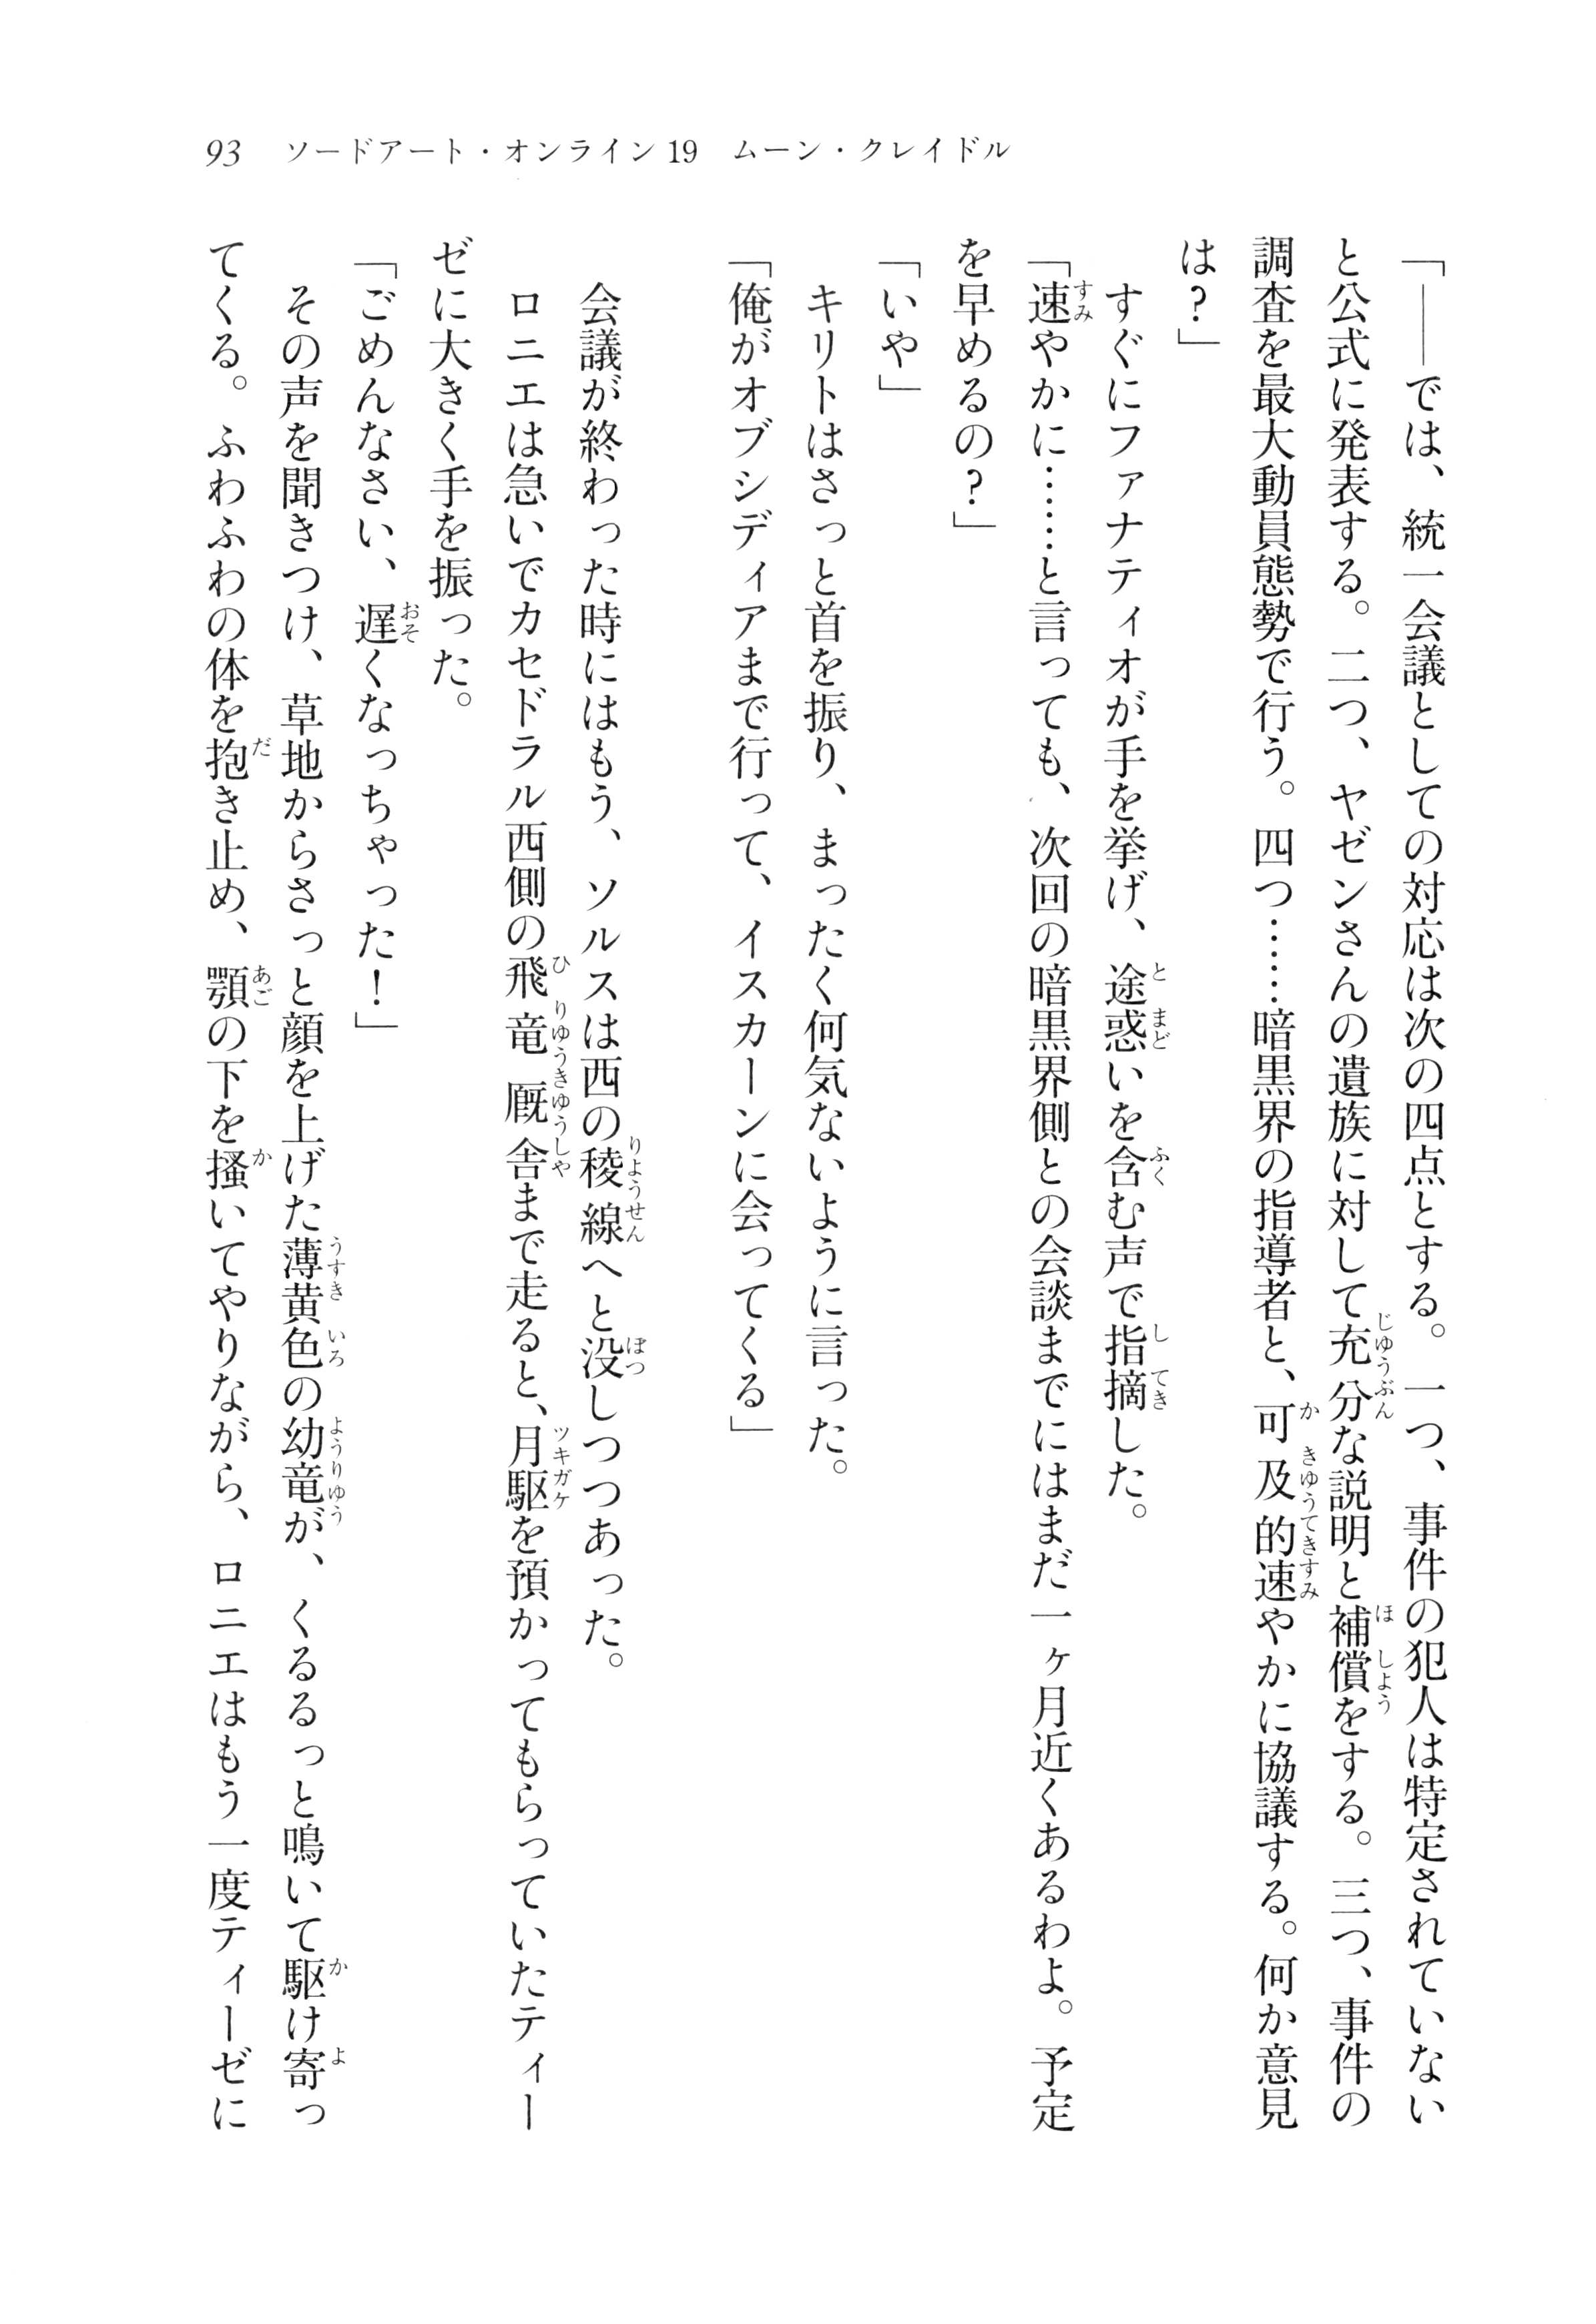 93　ソードアート・オンライン19　ムーン・クレイドル
「――では、統一会議としての対応は次の四点とする。一つ、事件の犯人は特定されていない
と公式に発表する。二つ、ヤゼンさんの遺族に対して充分な説明と補償をする。三つ、事件の
調査を最大動員態勢で行う。四つ……暗黒界の指導者と、可及的速やかに協議する。何か意見
は？」
　すぐにファナティオが手を挙げ、途惑いを含む声で指摘した。
「速やかに……と言っても、次回の暗黒界側との会談までにはまだ一ヶ月近くあるわよ。予定
を早めるの？」
「いや」
　キリトはさっと首を振り、まったく何気ないように言った。
「俺がオブシディアまで行って、イスカーンに会ってくる」
　会議が終わった時にはもう、ソルスは西の稜線へと没しつつあった。
　ロニエは急いでカセドラル西側の飛竜厩舎まで走ると、月駆を預かってもらっていたティー
ゼに大きく手を振った。
「ごめんなさい、遅くなっちゃった！」
　その声を聞きつけ、草地からさっと顔を上げた薄黄色の幼竜が、くるるっと鳴いて駆け寄っ
てくる。ふわふわの体を抱き止め、顎の下を掻いてやりながら、ロニエはもう一度ティーゼに